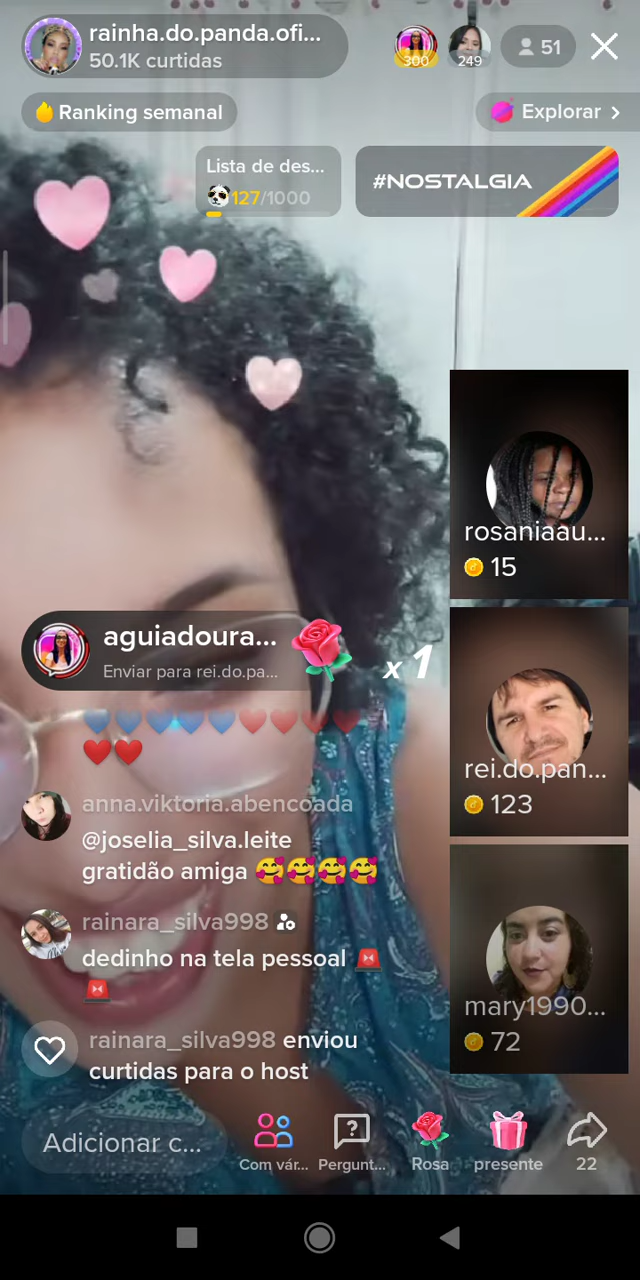 rainha.do.panda.ofi...
50.1K curtidas
300
249
51
Ranking semanal
Explorar
Lista de des...
127/1000
#NOSTALGIA
rosaniaau...
15
aguiadoura...
Enviar para rei.do.pa...
x 1
rei.do.pan...
123
anna.viktoria.abencoada
@joselia_silva.leite
gratidão amiga 🥰🥰🥰🥰
rainara_silva998
dedinho na tela pessoal 🚨
🚨
mary1990...
72
rainara_silva998 enviou
curtidas para o host
Adicionar c...
Com vár...
Pergunt...
Rosa
presente
22